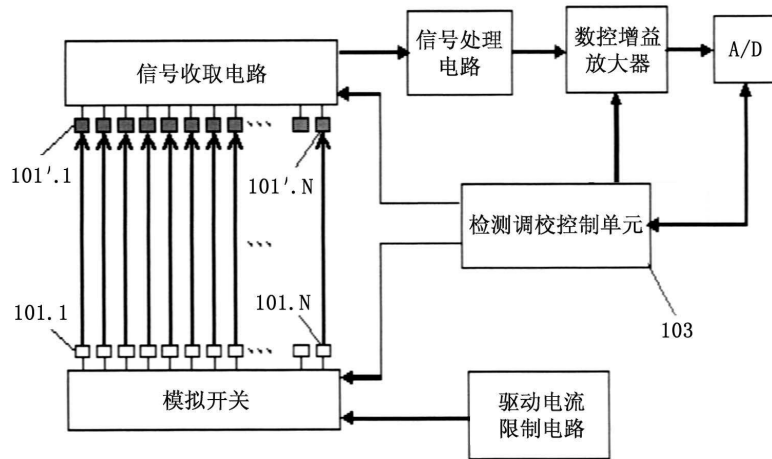 信号收取电路
信号处理
电路
数控增益
放大器
A/D
101'.1
101'.N
检测调校控制单元
103
101.1
101.N
模拟开关
驱动电流
限制电路